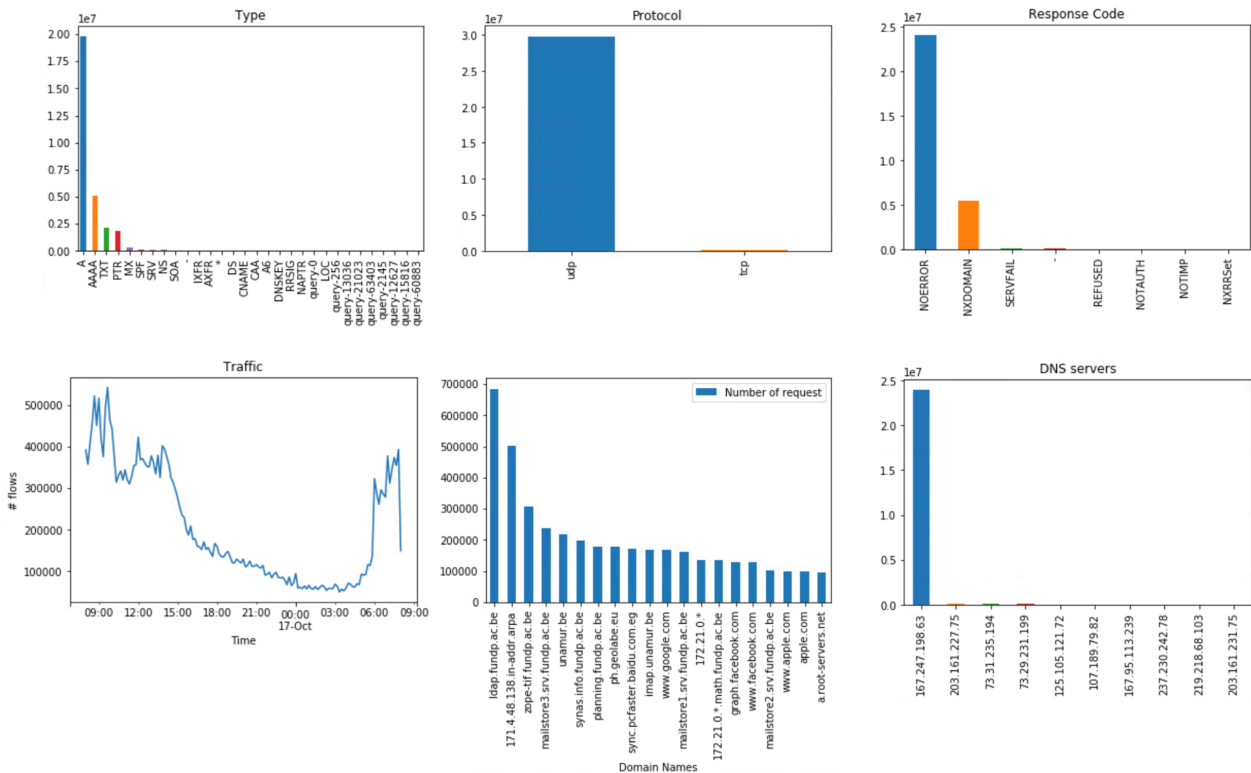 Type
1e7
2.00
1.75
1.50
1.25
1.00
0.75
0.50
0.25
0.00
A
AAAA
TXT
PTR
MX
SPF
SRV
NS
SOA
-
IXFR
AXFR
*
DS
CNAME
CAA
A6
DNSKEY
RRSIG
NAPTR
query-0
LOC
query-256
query-13036
query-21023
query-63403
query-2145
query-12627
query-15816
query-60883
Protocol
1e7
3.0
2.5
2.0
1.5
1.0
0.5
0.0
udp
tcp
Response Code
1e7
2.5
2.0
1.5
1.0
0.5
0.0
NOERROR
NXDOMAIN
SERVFAIL
-
REFUSED
NOTAUTH
NOTIMP
NXRRSet
Traffic
# flows
500000
400000
300000
200000
100000
09:00
12:00
15:00
18:00
21:00
00:00
17-Oct
03:00
06:00
09:00
Time
Number of request
700000
600000
500000
400000
300000
200000
100000
0
ldap.fundp.ac.be
171.4.48.138.in-addr.arpa
zope-tif.fundp.ac.be
mailstore3.srv.fundp.ac.be
unamur.be
synas.info.fundp.ac.be
planning.fundp.ac.be
ph.geolabe.eu
sync.pcfaster.baidu.com.eg
imap.unamur.be
www.google.com
mailstore1.srv.fundp.ac.be
172.21.0.*
172.21.0.*.math.fundp.ac.be
graph.facebook.com
www.facebook.com
mailstore2.srv.fundp.ac.be
www.apple.com
apple.com
a.root-servers.net
Domain Names
DNS servers
1e7
2.5
2.0
1.5
1.0
0.5
0.0
167.247.198.63
203.161.227.75
73.31.235.194
73.29.231.199
125.105.121.72
107.189.79.82
167.95.113.239
237.230.242.78
219.218.68.103
203.161.231.75